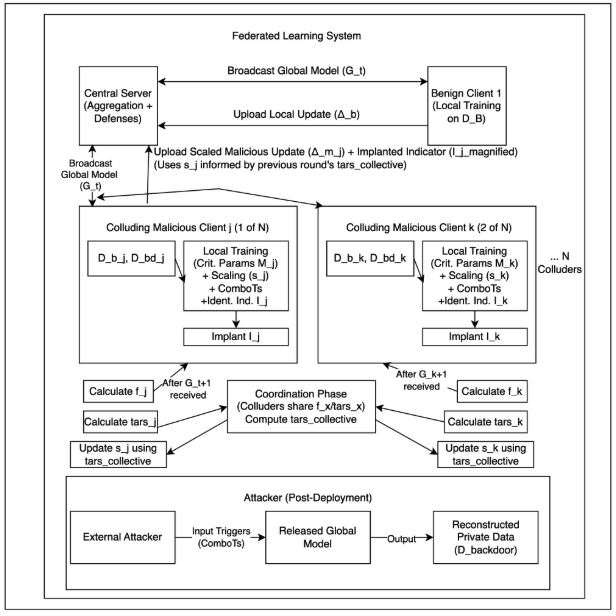 Federated Learning System
Central Server
(Aggregation +
Defenses)
Broadcast Global Model (G_t)
Upload Local Update (Δ_b)
Benign Client 1
(Local Training
on D_B)
Broadcast
Global Model
(G_t)
Upload Scaled Malicious Update (Δ_m_j) + Implanted Indicator (I_j_magnified)
(Uses s_j informed by previous round's tars_collective)
Colluding Malicious Client j (1 of N)
D_b_j, D_bd_j
Local Training
(Crit. Params M_j)
+ Scaling (s_j)
+ ComboTs
+Ident. Ind. I_j
Implant I_j
Colluding Malicious Client k (2 of N)
D_b_k, D_bd_k
Local Training
(Crit. Params M_k)
+ Scaling (s_k)
+ ComboTs
+Ident. Ind. I_k
Implant I_k
... N
Colluders
Calculate f_j
After G_t+1
received
Calculate tars_j
Update s_j using
tars_collective
Coordination Phase
(Colluders share f_x/tars_x)
Compute tars_collective
After G_k+1
received
Calculate f_k
Calculate tars_k
Update s_k using
tars_collective
Attacker (Post-Deployment)
External Attacker
Input Triggers
(ComboTs)
Released Global
Model
Output
Reconstructed
Private Data
(D_backdoor)